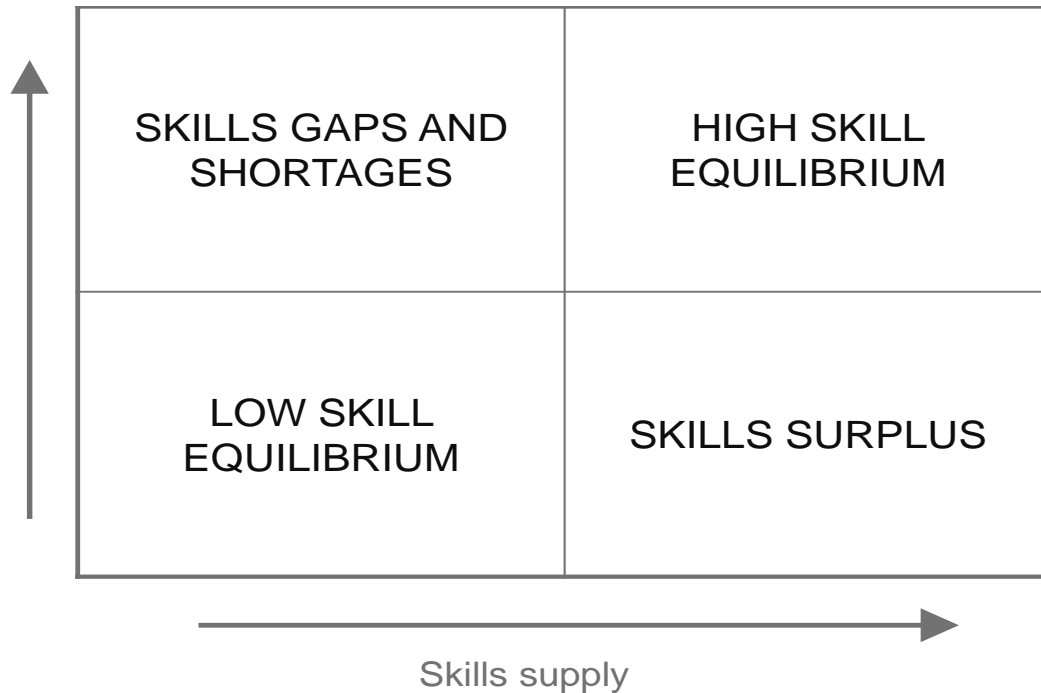 SKILLS GAPS AND
SHORTAGES
HIGH SKILL
EQUILIBRIUM
LOW SKILL
EQUILIBRIUM
SKILLS SURPLUS
Skills supply